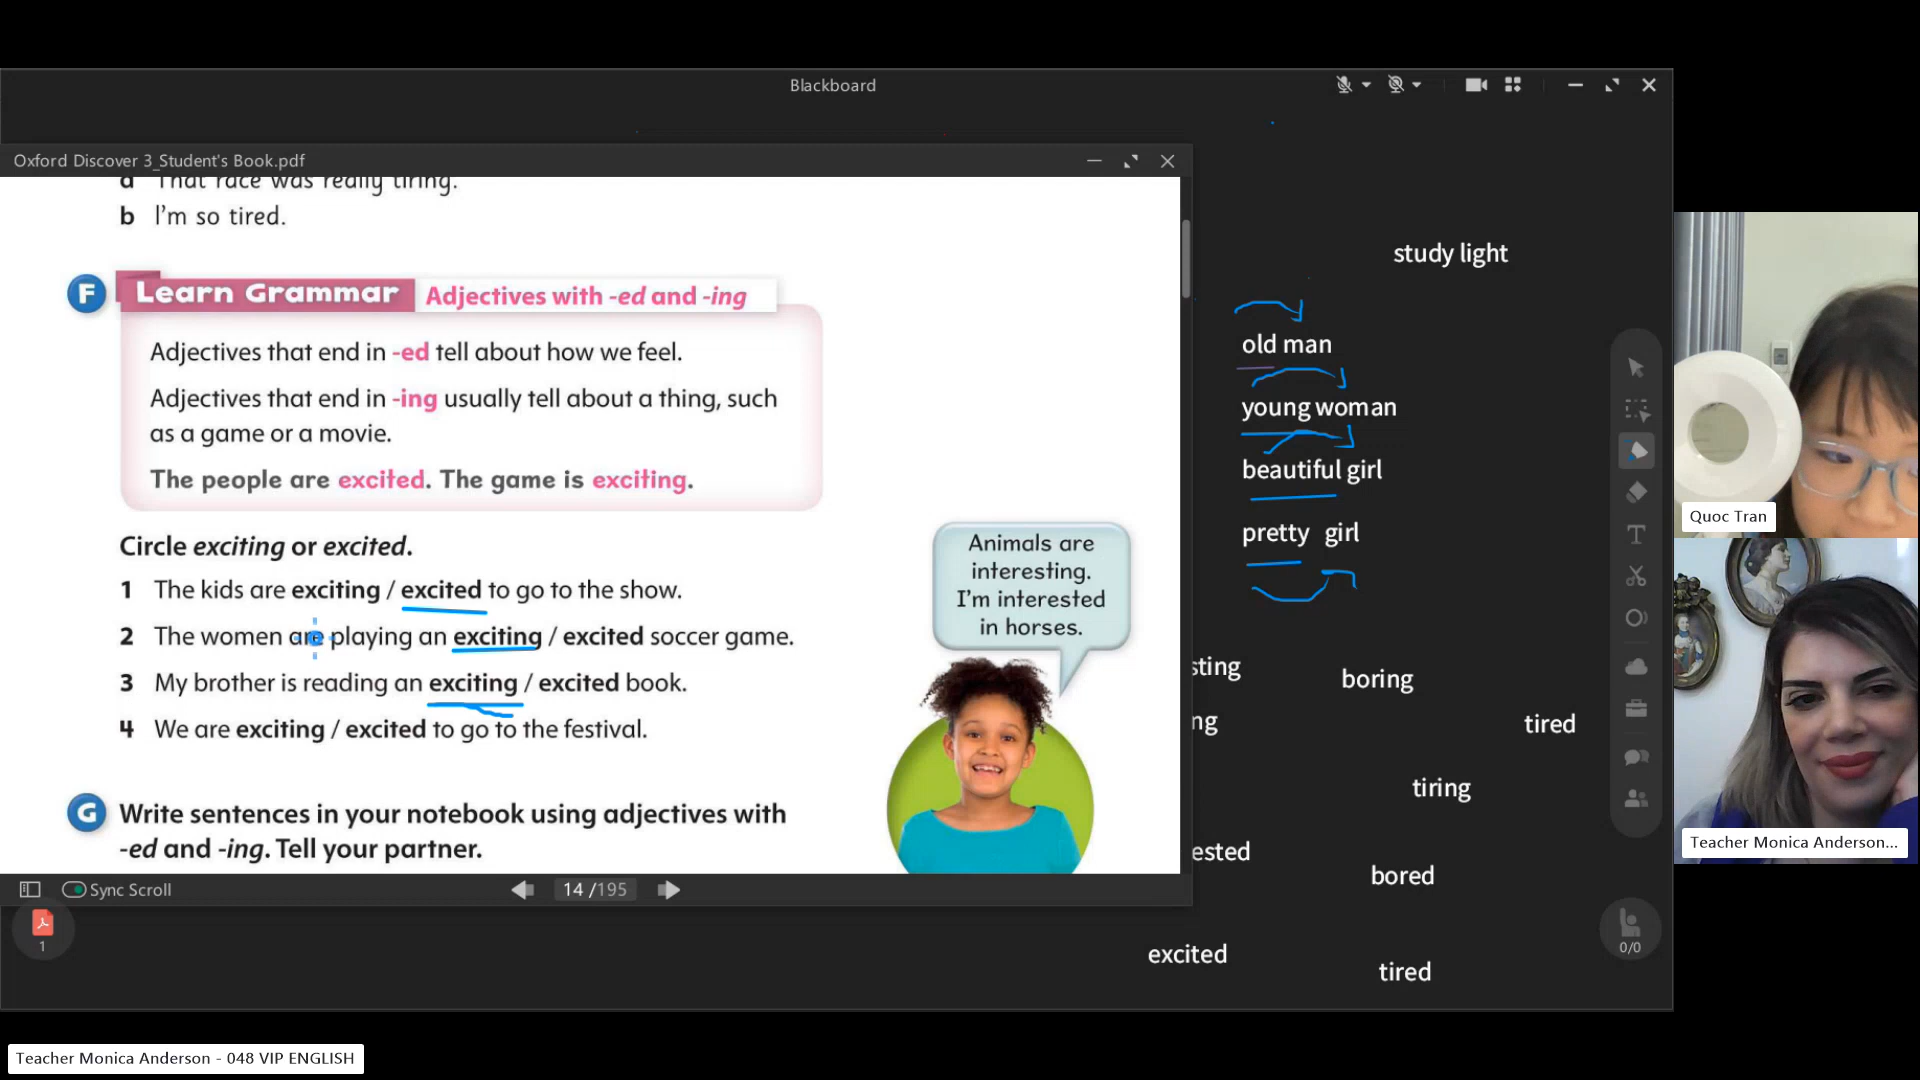 Blackboard
Oxford Discover 3_Student's Book.pdf
a That race was really tiring.
b I'm so tired.
F Learn Grammar Adjectives with -ed and -ing
Adjectives that end in -ed tell about how we feel.
Adjectives that end in -ing usually tell about a thing, such
as a game or a movie.
The people are excited. The game is exciting.
Circle exciting or excited.
1 The kids are exciting / excited to go to the show.
2 The women are playing an exciting / excited soccer game.
3 My brother is reading an exciting / excited book.
4 We are exciting / excited to go to the festival.
G Write sentences in your notebook using adjectives with
-ed and -ing. Tell your partner.
Animals are
interesting.
I'm interested
in horses.
Sync Scroll
14 /195
1
study light
old man
young woman
beautiful girl
pretty girl
sting
boring
ng
tired
tiring
ested
bored
excited
tired
0/0
Quoc Tran
Teacher Monica Anderson...
Teacher Monica Anderson - 048 VIP ENGLISH